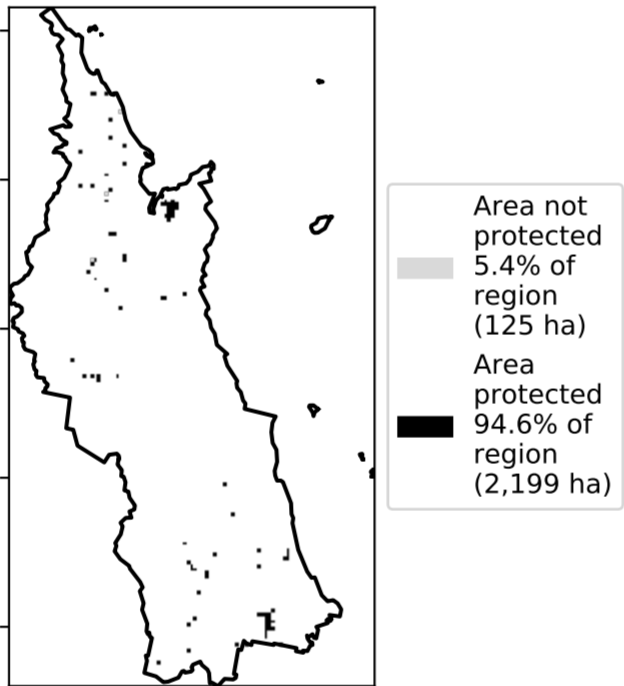 Area not
protected
5.4% of
region
(125 ha)
Area
protected
94.6% of
region
(2,199 ha)